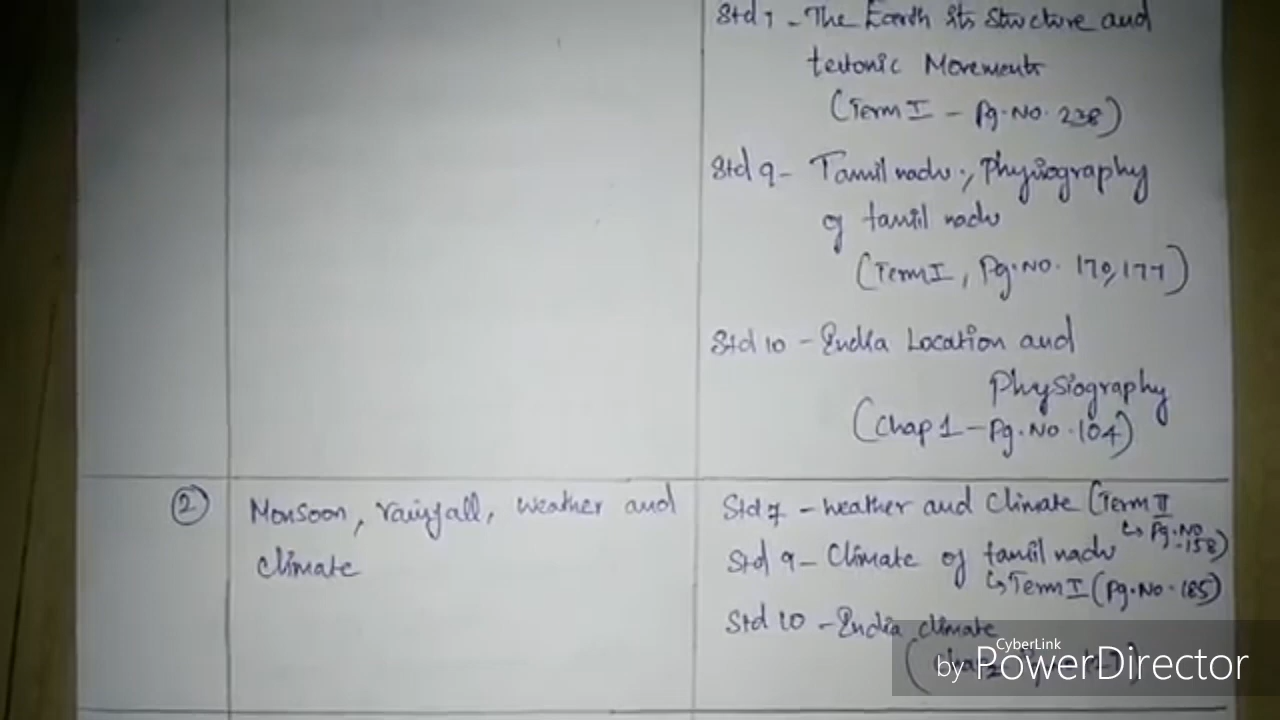 Std 7 - The Earth its structure and
tectonic Movements
(Term I - Pg.No. 238)
Std 9 - Tamil nadu, Physiography
of tamil nadu
(Term I, Pg.No. 170,177)
Std 10 - India Location and
Physiography
(Chap 1 - Pg.No.104)
② Monsoon, rainfall, weather and
climate
Std 7 - weather and Climate (Term II
↳ Pg.No
-158)
Std 9 - Climate of tamil nadu
↳ Term I (Pg.No.185)
Std 10 - India climate
(Chap 2
CyberLink
by PowerDirector